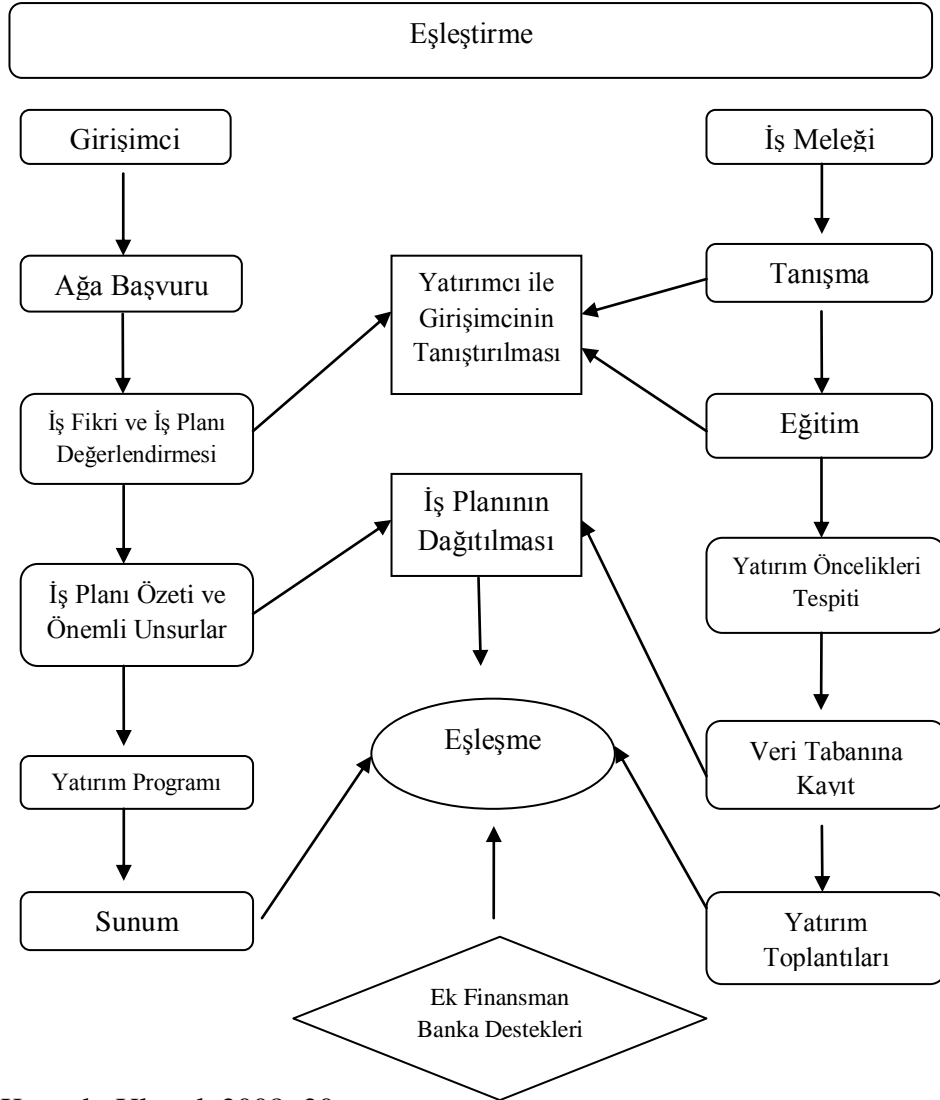 Eşleştirme
Girişimci
İş Meleği
Ağa Başvuru
Yatırımcı ile
Girişimcinin
Tanıştırılması
Tanışma
İş Fikri ve İş Planı
Değerlendirmesi
Eğitim
İş Planının
Dağıtılması
İş Planı Özeti ve
Önemli Unsurlar
Yatırım Öncelikleri
Tespiti
Eşleşme
Yatırım Programı
Veri Tabanına
Kayıt
Sunum
Yatırım
Toplantıları
Ek Finansman
Banka Destekleri